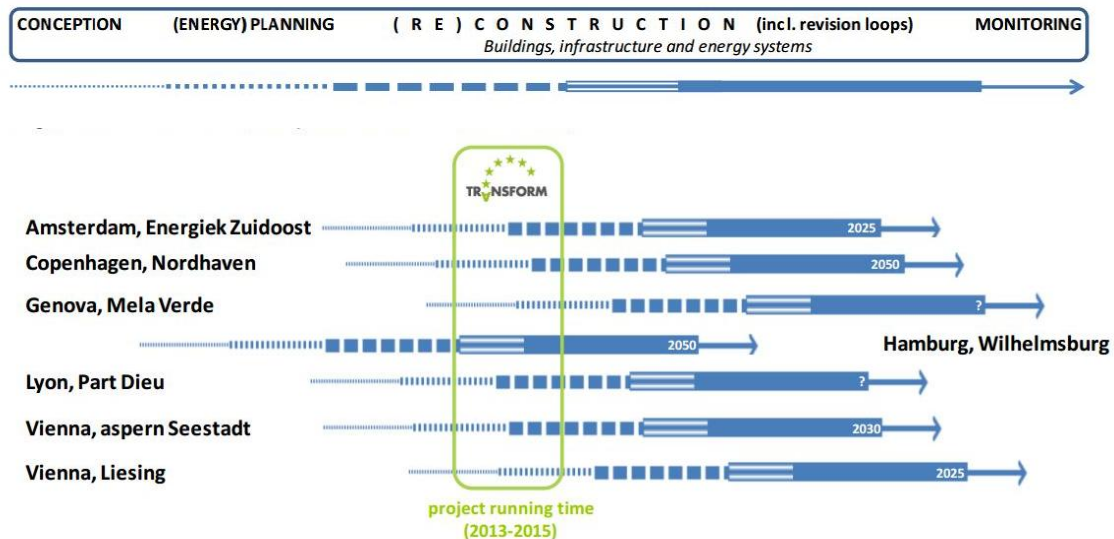 CONCEPTION (ENERGY) PLANNING ( R E ) C O N S T R U C T I O N (incl. revision loops) MONITORING
Buildings, infrastructure and energy systems
TRANSFORM
Amsterdam, Energiek Zuidoost 2025
Copenhagen, Nordhaven 2050
Genova, Mela Verde ?
2050 Hamburg, Wilhelmsburg
Lyon, Part Dieu ?
Vienna, aspern Seestadt 2030
Vienna, Liesing 2025
project running time
(2013-2015)